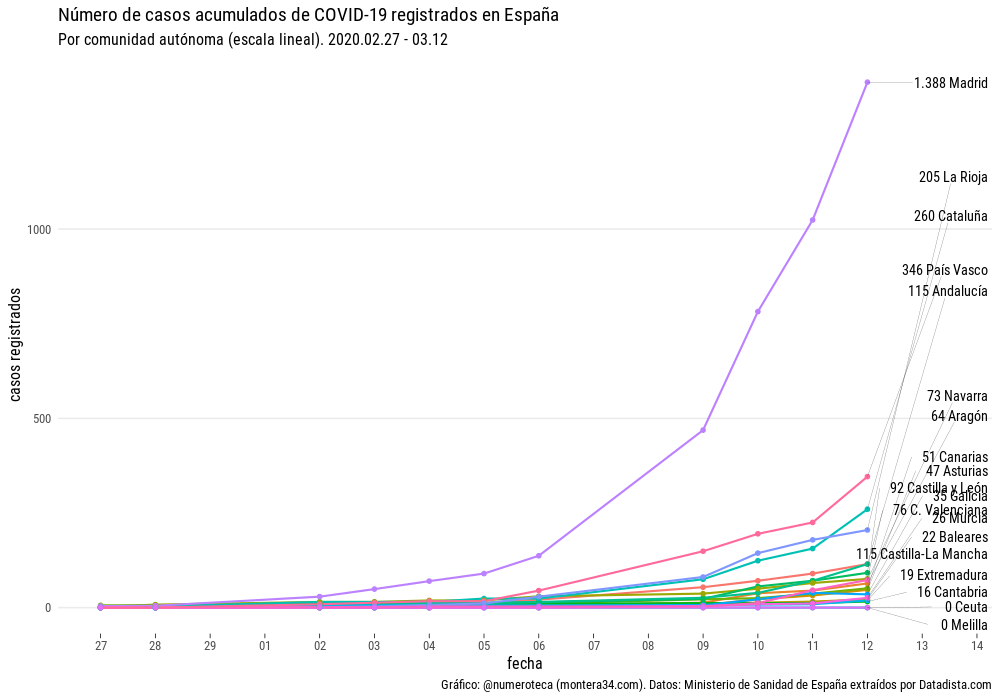 Número de casos acumulados de COVID-19 registrados en España
Por comunidad autónoma (escala lineal). 2020.02.27 - 03.12
casos registrados
1000
500
0
1.388 Madrid
205 La Rioja
260 Cataluña
346 País Vasco
115 Andalucía
73 Navarra
64 Aragón
51 Canarias
47 Asturias
92 Castilla y León
35 Galicia
76 C. Valenciana
26 Murcia
22 Baleares
115 Castilla-La Mancha
19 Extremadura
16 Cantabria
0 Ceuta
0 Melilla
27 28 29 01 02 03 04 05 06 07 08 09 10 11 12 13 14
fecha
Gráfico: @numeroteca (montera34.com). Datos: Ministerio de Sanidad de España extraídos por Datadista.com